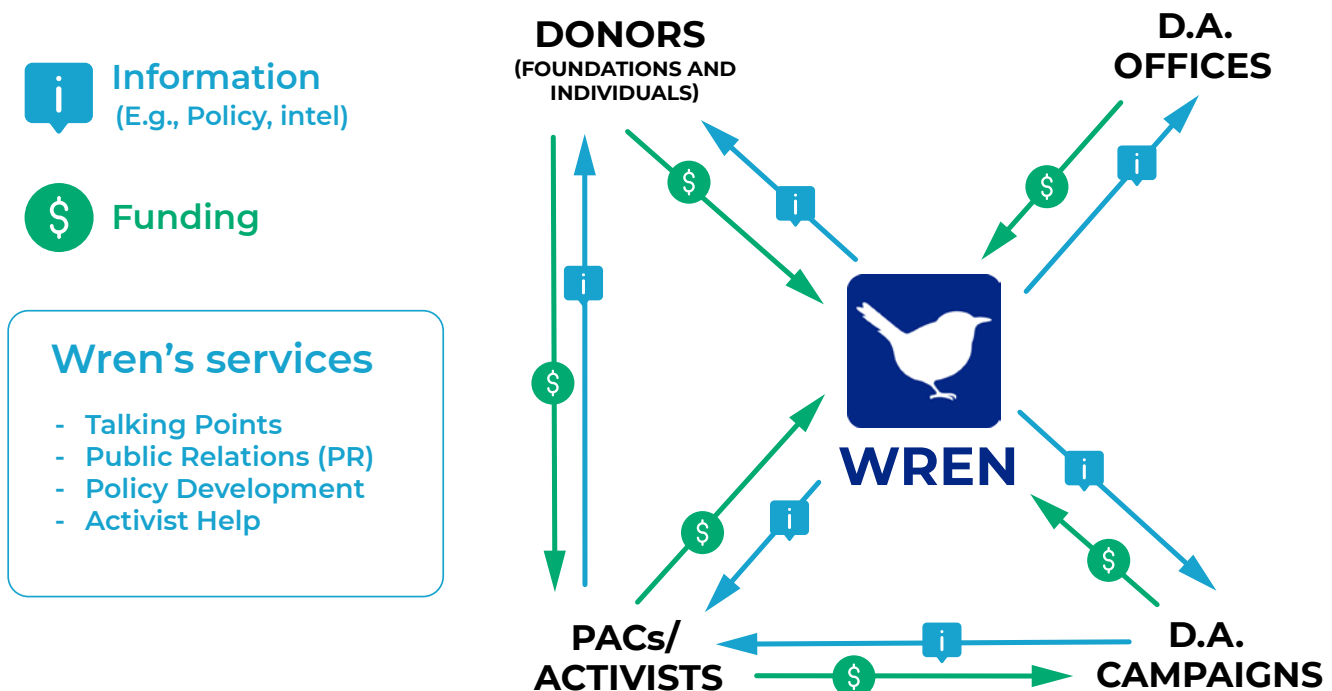 Information
(E.g., Policy, intel)
Funding
Wren's services
- Talking Points
- Public Relations (PR)
- Policy Development
- Activist Help
DONORS
(FOUNDATIONS AND
INDIVIDUALS)
D.A.
OFFICES
WREN
PACs/
ACTIVISTS
D.A.
CAMPAIGNS